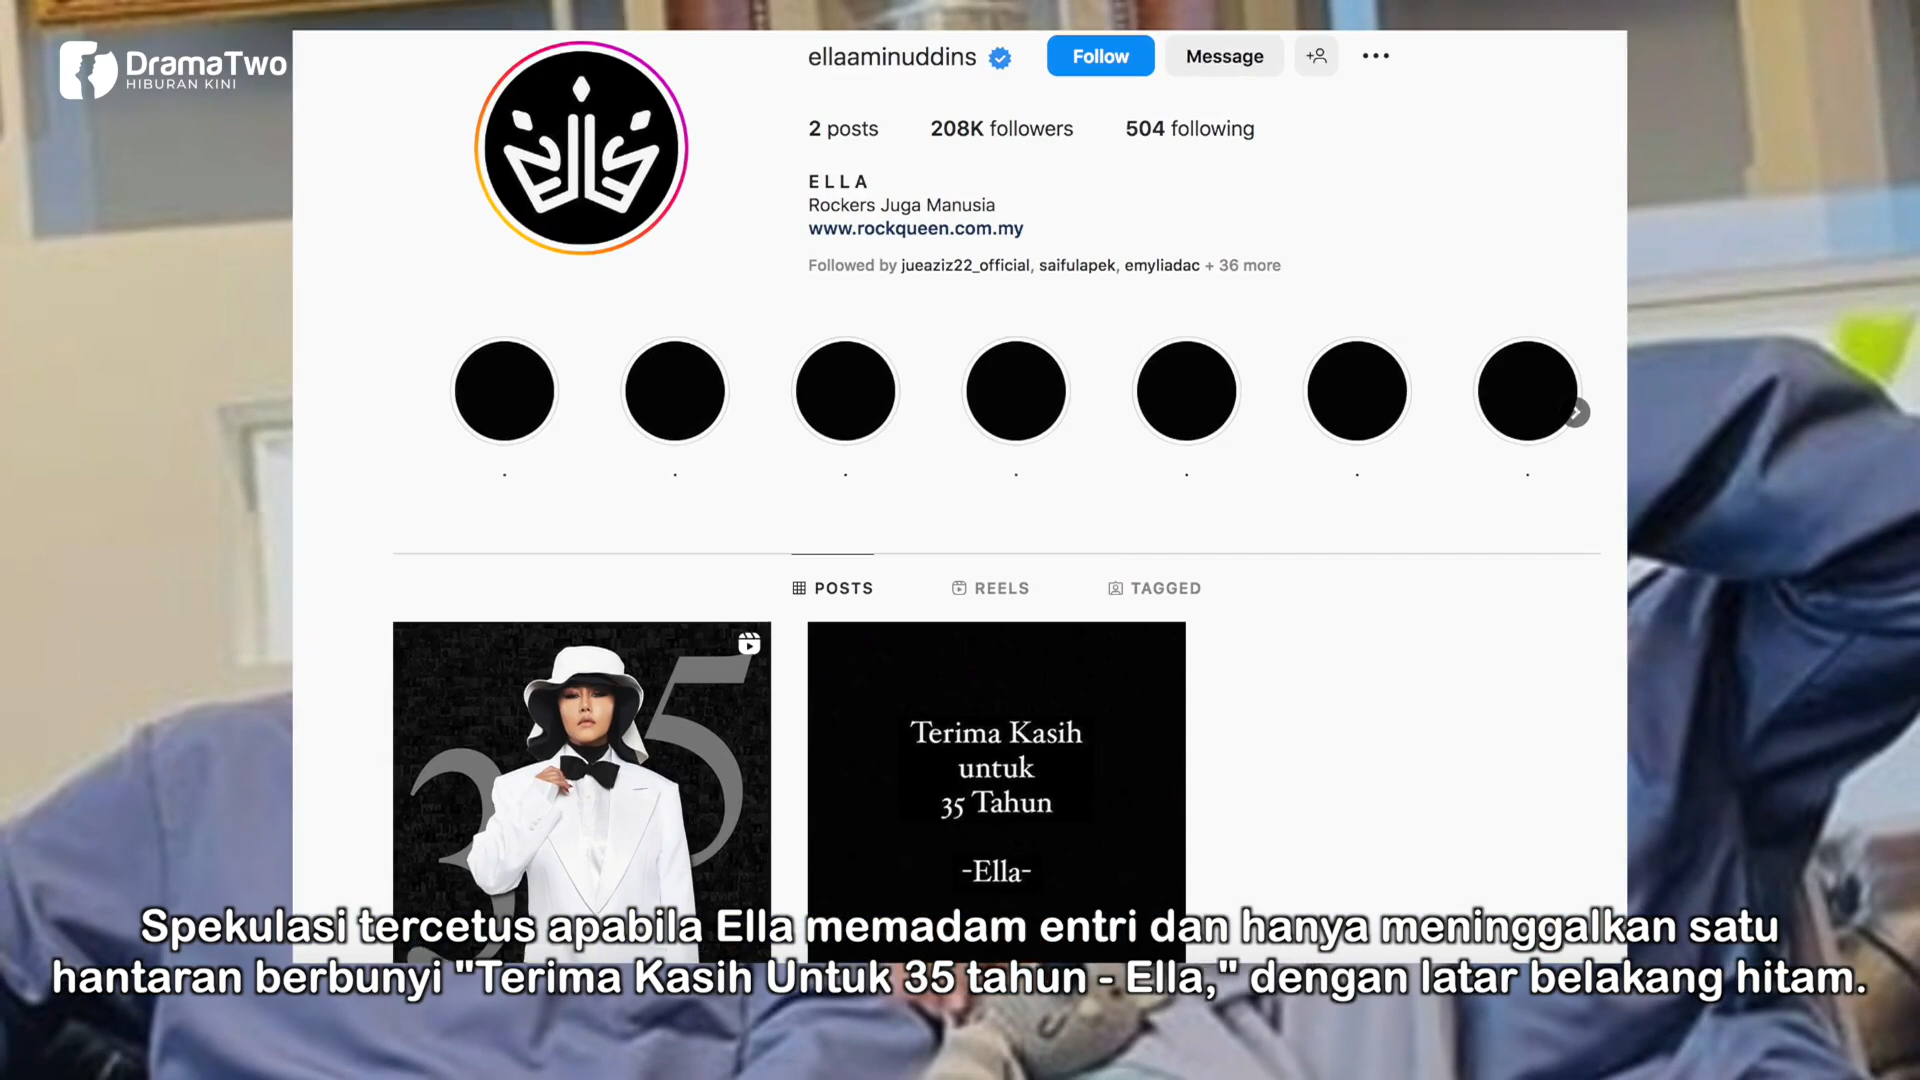 DramaTwo
HIBURAN KINI
ellaaminuddins
Follow
Message
2 posts
208K followers
504 following
E L L A
Rockers Juga Manusia
www.rockqueen.com.my
Followed by jueaziz22_official, saifulapek, emyliadac + 36 more
POSTS
REELS
TAGGED
35
Terima Kasih
untuk
35 Tahun
-Ella-
Spekulasi tercetus apabila Ella memadam entri dan hanya meninggalkan satu
hantaran berbunyi "Terima Kasih Untuk 35 tahun - Ella," dengan latar belakang hitam.